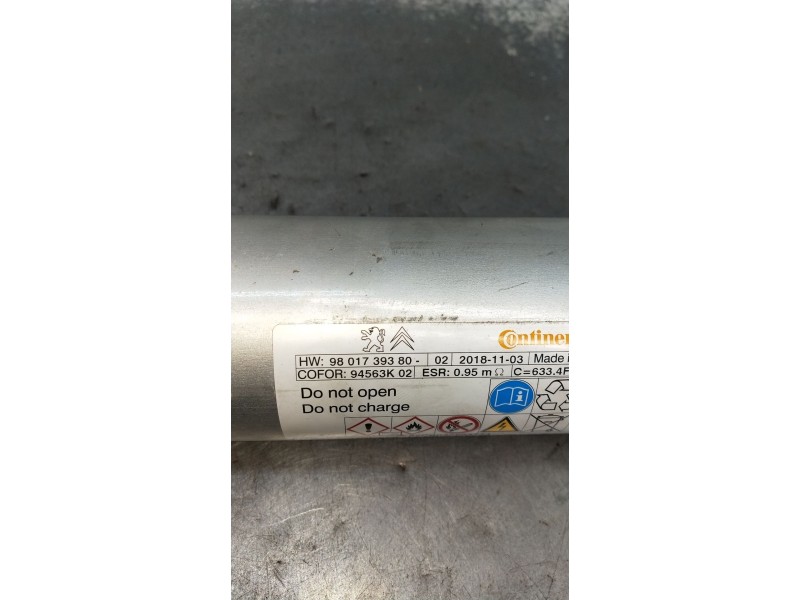 Continen
HW: 98 017 393 80 - 02 2018-11-03 Made i
COFOR: 94563K 02 ESR: 0.95 m Ω C=633.4F
Do not open
Do not charge